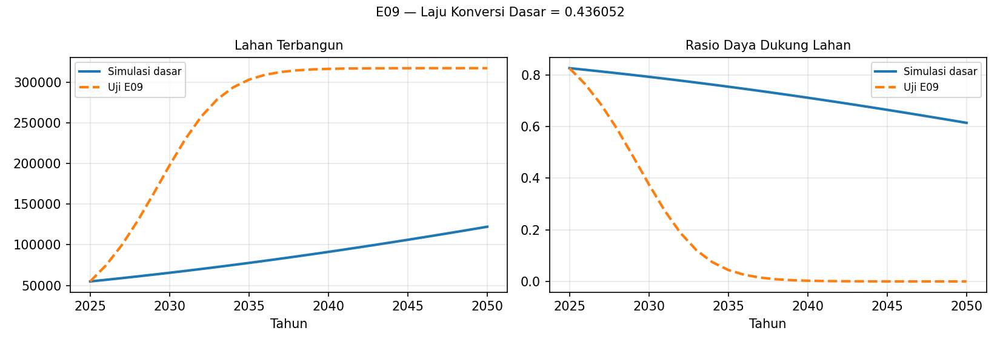 E09 — Laju Konversi Dasar = 0.436052
Lahan Terbangun
Simulasi dasar
Uji E09
300000
250000
200000
150000
100000
50000
2025 2030 2035 2040 2045 2050
Tahun
Rasio Daya Dukung Lahan
Simulasi dasar
Uji E09
0.8
0.6
0.4
0.2
0.0
2025 2030 2035 2040 2045 2050
Tahun